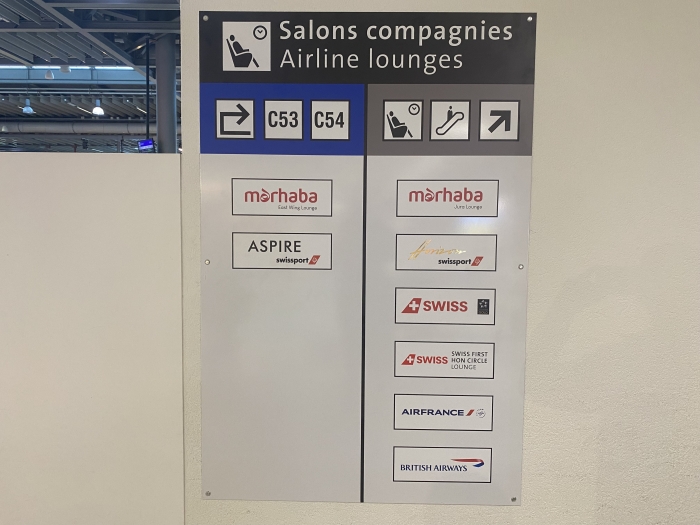 Salons compagnies
Airline lounges
C53 C54
marhaba
East Wing Lounge
ASPIRE
swissport
marhaba
Jura Lounge
swissport
SWISS
SWISS
SWISS FIRST
HON CIRCLE
LOUNGE
AIRFRANCE
BRITISH AIRWAYS